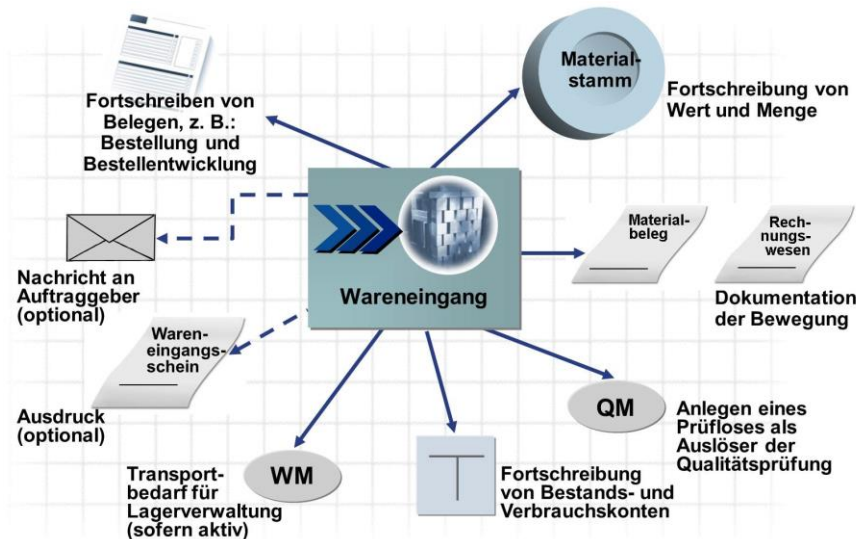 Fortschreiben von
Belegen, z. B.:
Bestellung und
Bestellentwicklung
Material-
stamm
Fortschreibung von
Wert und Menge
Nachricht an
Auftraggeber
(optional)
Wareneingang
Material-
beleg
Rech-
nungs-
wesen
Dokumentation
der Bewegung
Waren-
eingangs-
schein
Ausdruck
(optional)
WM
Transport-
bedarf für
Lagerverwaltung
(sofern aktiv)
Fortschreibung
von Bestands- und
Verbrauchskonten
QM
Anlegen eines
Prüfloses als
Auslöser der
Qualitätsprüfung